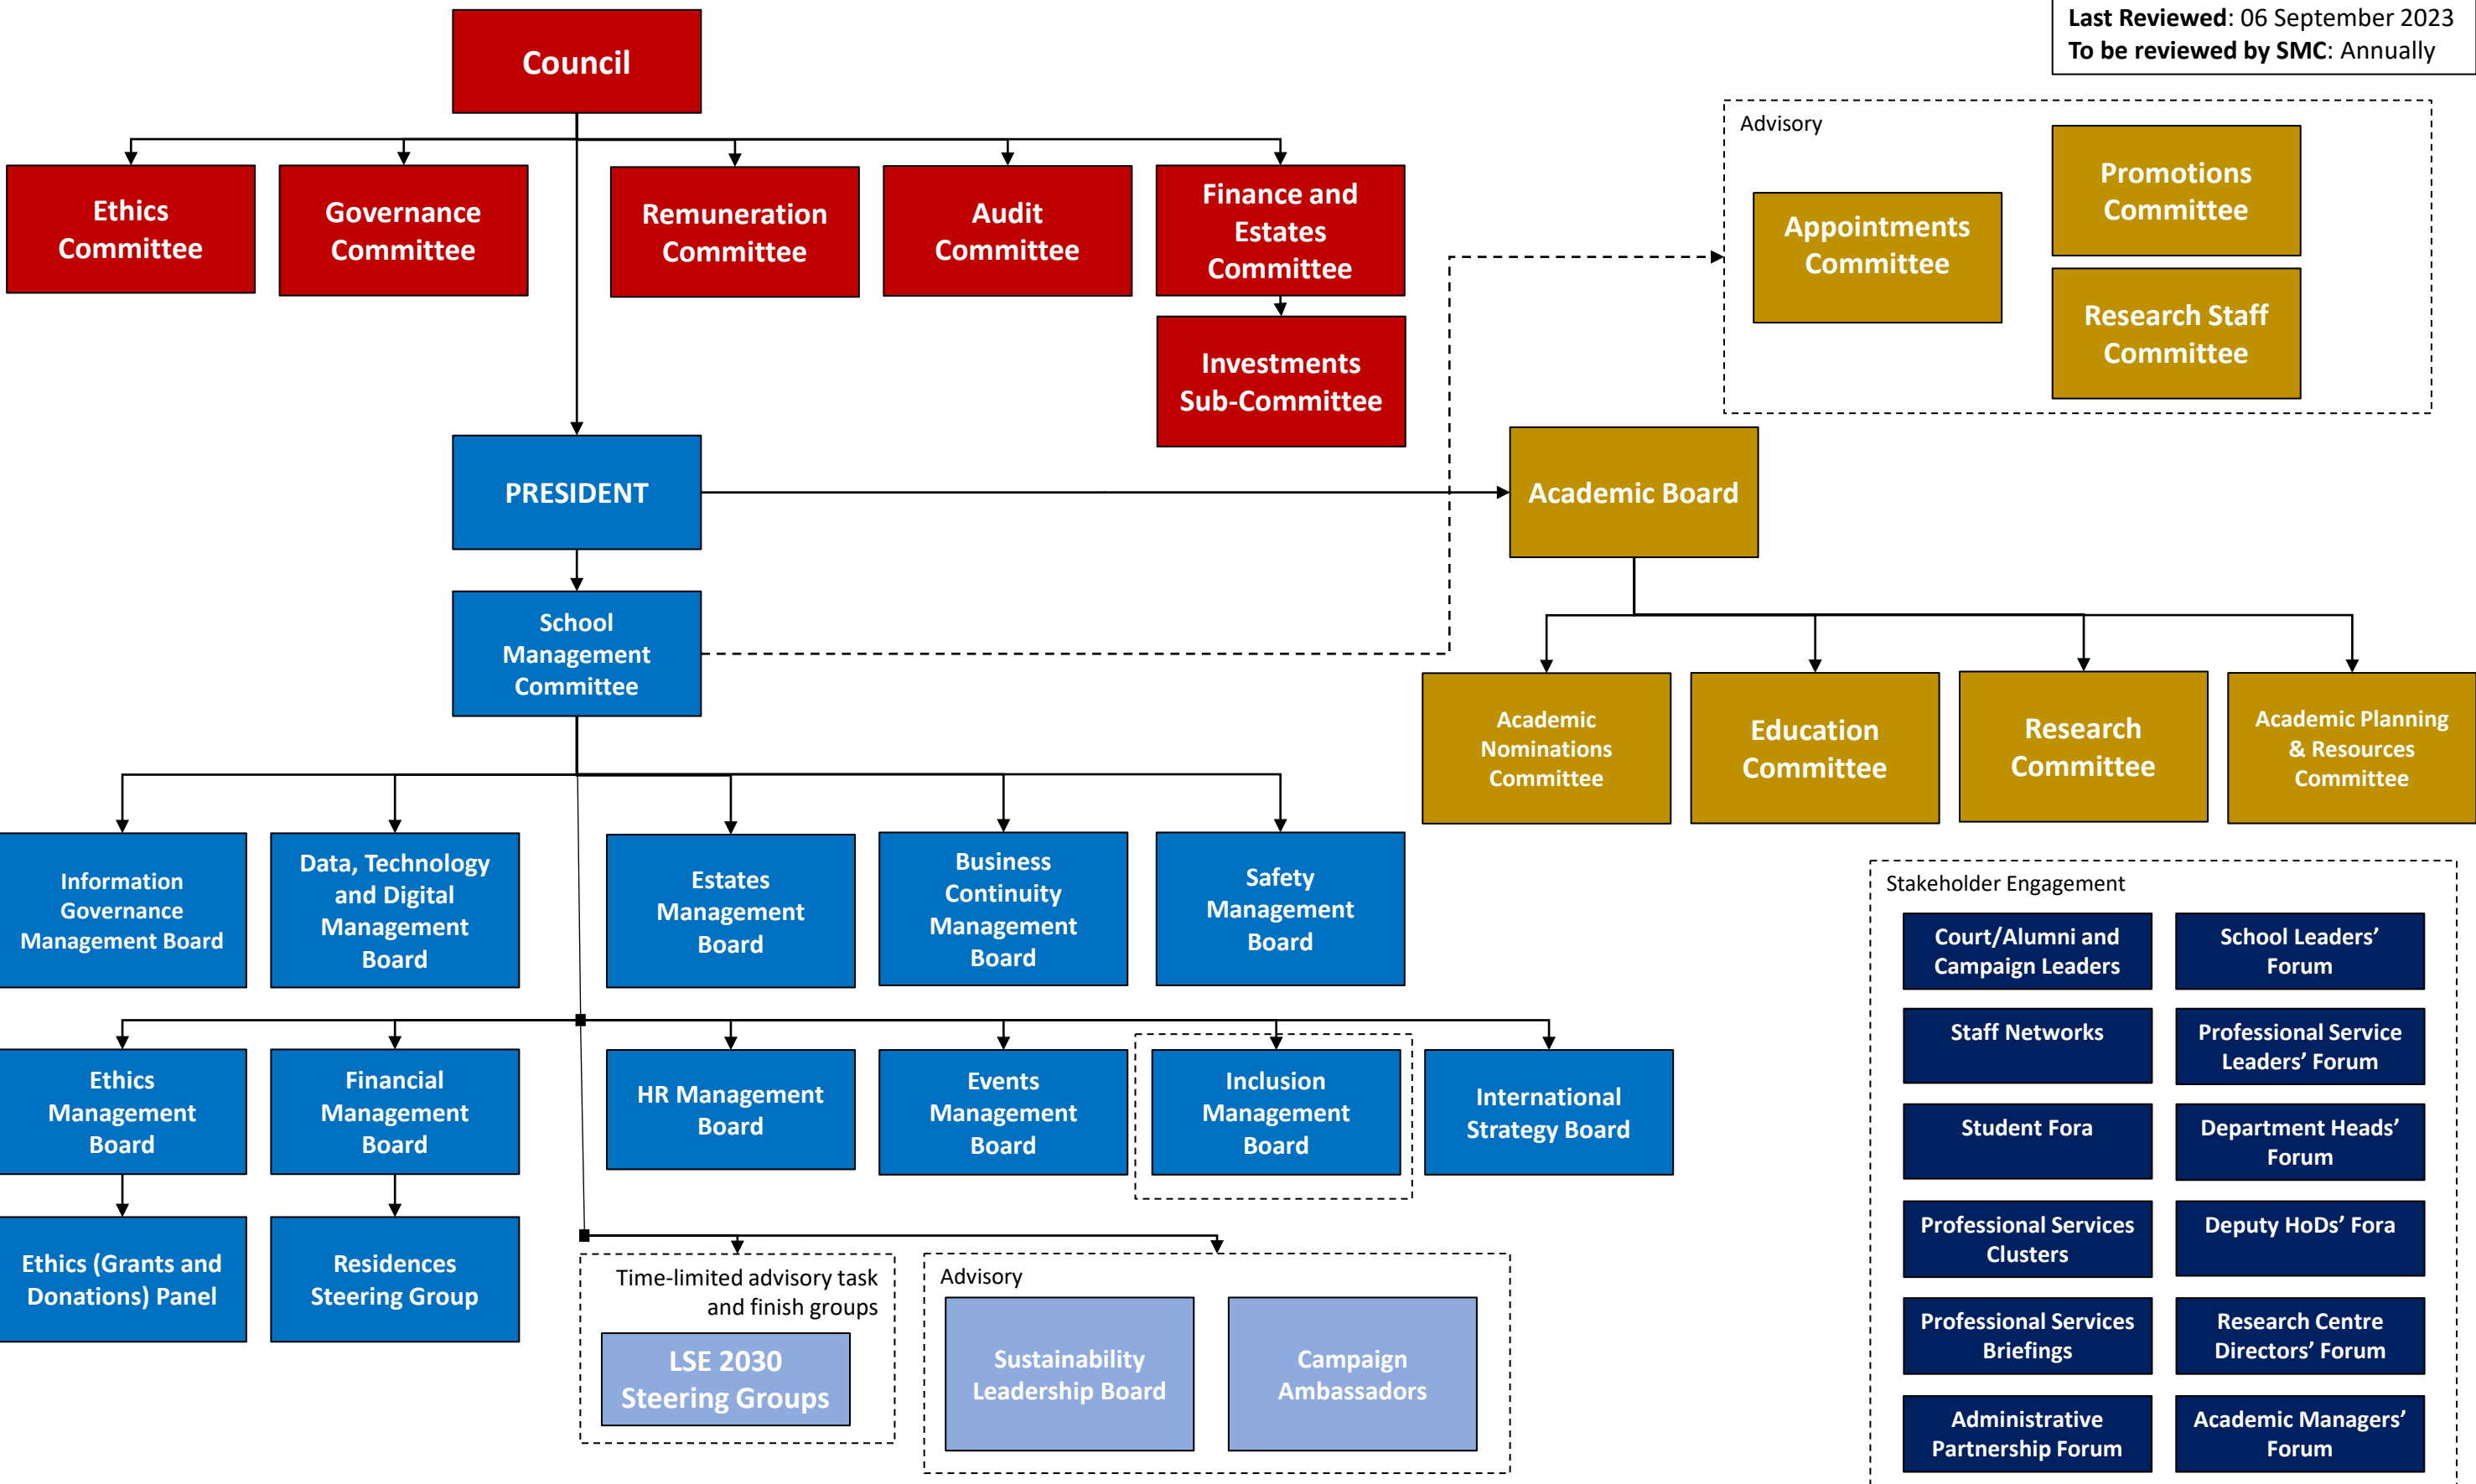 Last Reviewed: 06 September 2023
To be reviewed by SMC: Annually
Council
Ethics
Committee
Governance
Committee
Remuneration
Committee
Audit
Committee
Finance and
Estates
Committee
Investments
Sub-Committee
Advisory
Appointments
Committee
Promotions
Committee
Research Staff
Committee
PRESIDENT
Academic Board
School
Management
Committee
Academic
Nominations
Committee
Education
Committee
Research
Committee
Academic Planning
& Resources
Committee
Information
Governance
Management Board
Data, Technology
and Digital
Management
Board
Estates
Management
Board
Business
Continuity
Management
Board
Safety
Management
Board
Ethics
Management
Board
Financial
Management
Board
HR Management
Board
Events
Management
Board
Inclusion
Management
Board
International
Strategy Board
Ethics (Grants and
Donations) Panel
Residences
Steering Group
Time-limited advisory task
and finish groups
LSE 2030
Steering Groups
Advisory
Sustainability
Leadership Board
Campaign
Ambassadors
Stakeholder Engagement
Court/Alumni and
Campaign Leaders
School Leaders’
Forum
Staff Networks
Professional Service
Leaders’ Forum
Student Fora
Department Heads’
Forum
Professional Services
Clusters
Deputy HoDs’ Fora
Professional Services
Briefings
Research Centre
Directors’ Forum
Administrative
Partnership Forum
Academic Managers’
Forum